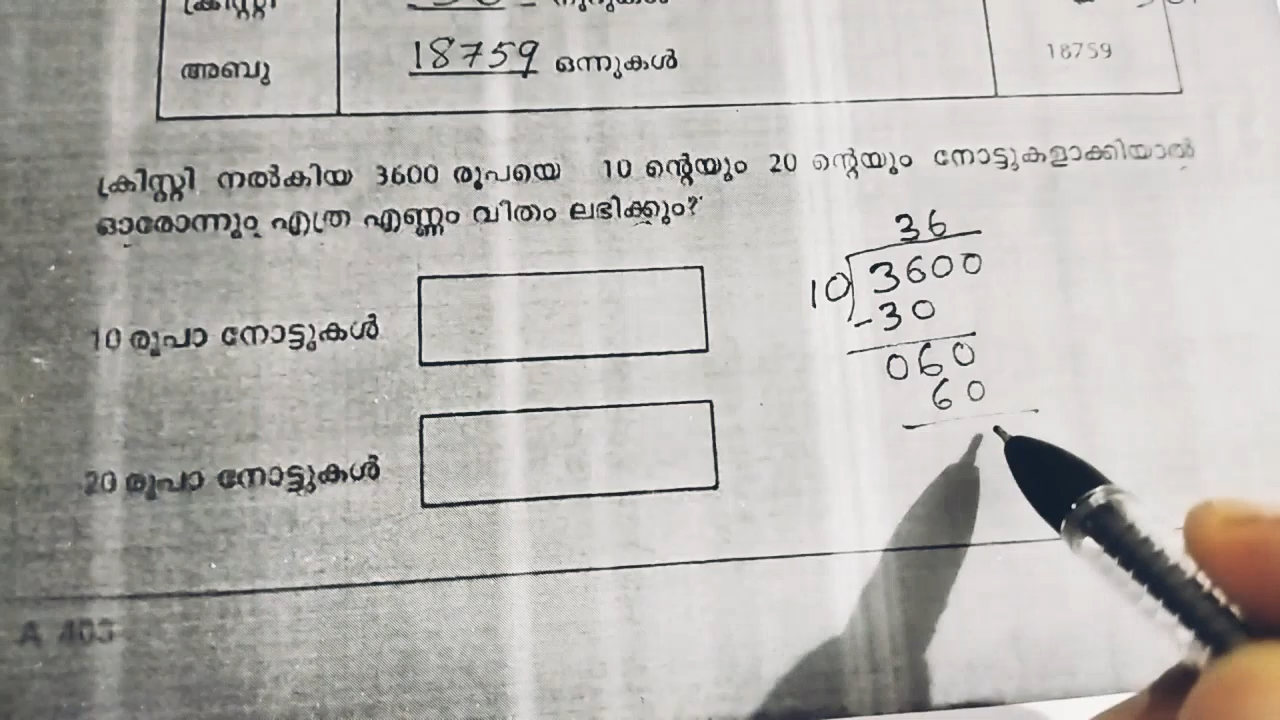 ക്രിസ്റ്റി
അബു 18759 ഒന്നുകൾ 18759
ക്രിസ്റ്റി നൽകിയ 3600 രൂപയെ 10 ന്റെയും 20 ന്റെയും നോട്ടുകളാക്കിയാൽ
ഓരോന്നും എത്ര എണ്ണം വീതം ലഭിക്കും?
36
10 3600
-30
060
60
10 രൂപാ നോട്ടുകൾ
20 രൂപാ നോട്ടുകൾ
A 403